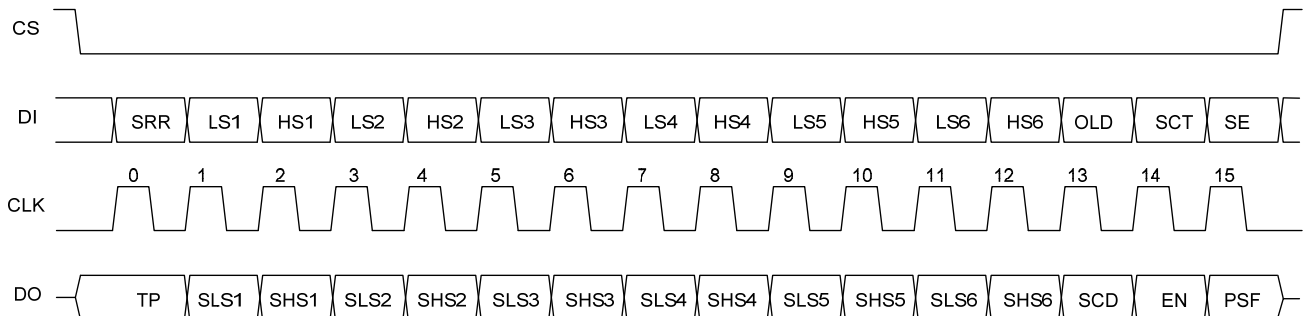 CS
DI SRR LS1 HS1 LS2 HS2 LS3 HS3 LS4 HS4 LS5 HS5 LS6 HS6 OLD SCT SE
0 1 2 3 4 5 6 7 8 9 10 11 12 13 14 15
CLK
DO TP SLS1 SHS1 SLS2 SHS2 SLS3 SHS3 SLS4 SHS4 SLS5 SHS5 SLS6 SHS6 SCD EN PSF